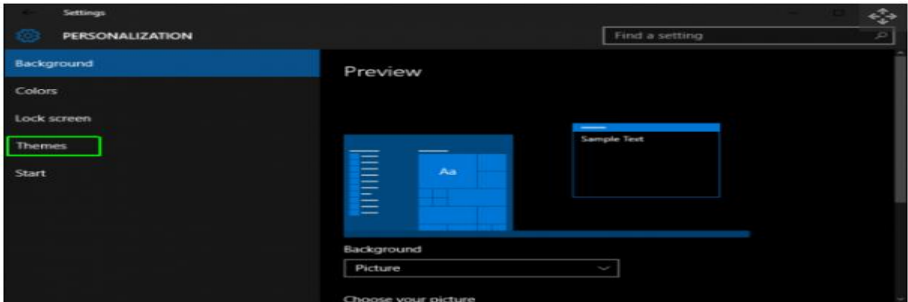 Settings
PERSONALIZATION
Find a setting
Background
Colors
Lock screen
Themes
Start
Preview
Aa
Sample Text
Background
Picture
Choose your picture